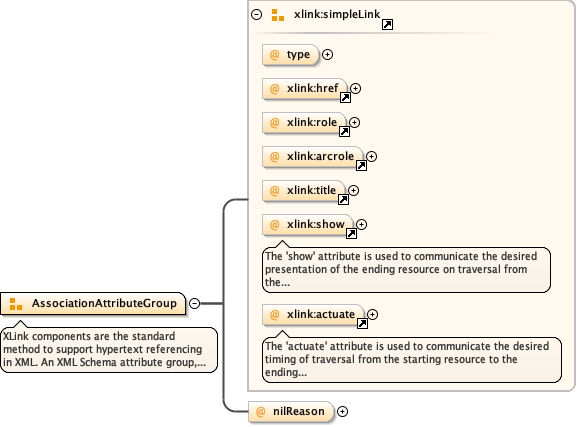 xlink:simpleLink
@ type
@ xlink:href
@ xlink:role
@ xlink:arcrole
@ xlink:title
@ xlink:show
The 'show' attribute is used to communicate the desired
presentation of the ending resource on traversal from
the...
AssociationAttributeGroup
XLink components are the standard
method to support hypertext referencing
in XML. An XML Schema attribute group,...
@ xlink:actuate
The 'actuate' attribute is used to communicate the desired
timing of traversal from the starting resource to the
ending...
@ nilReason